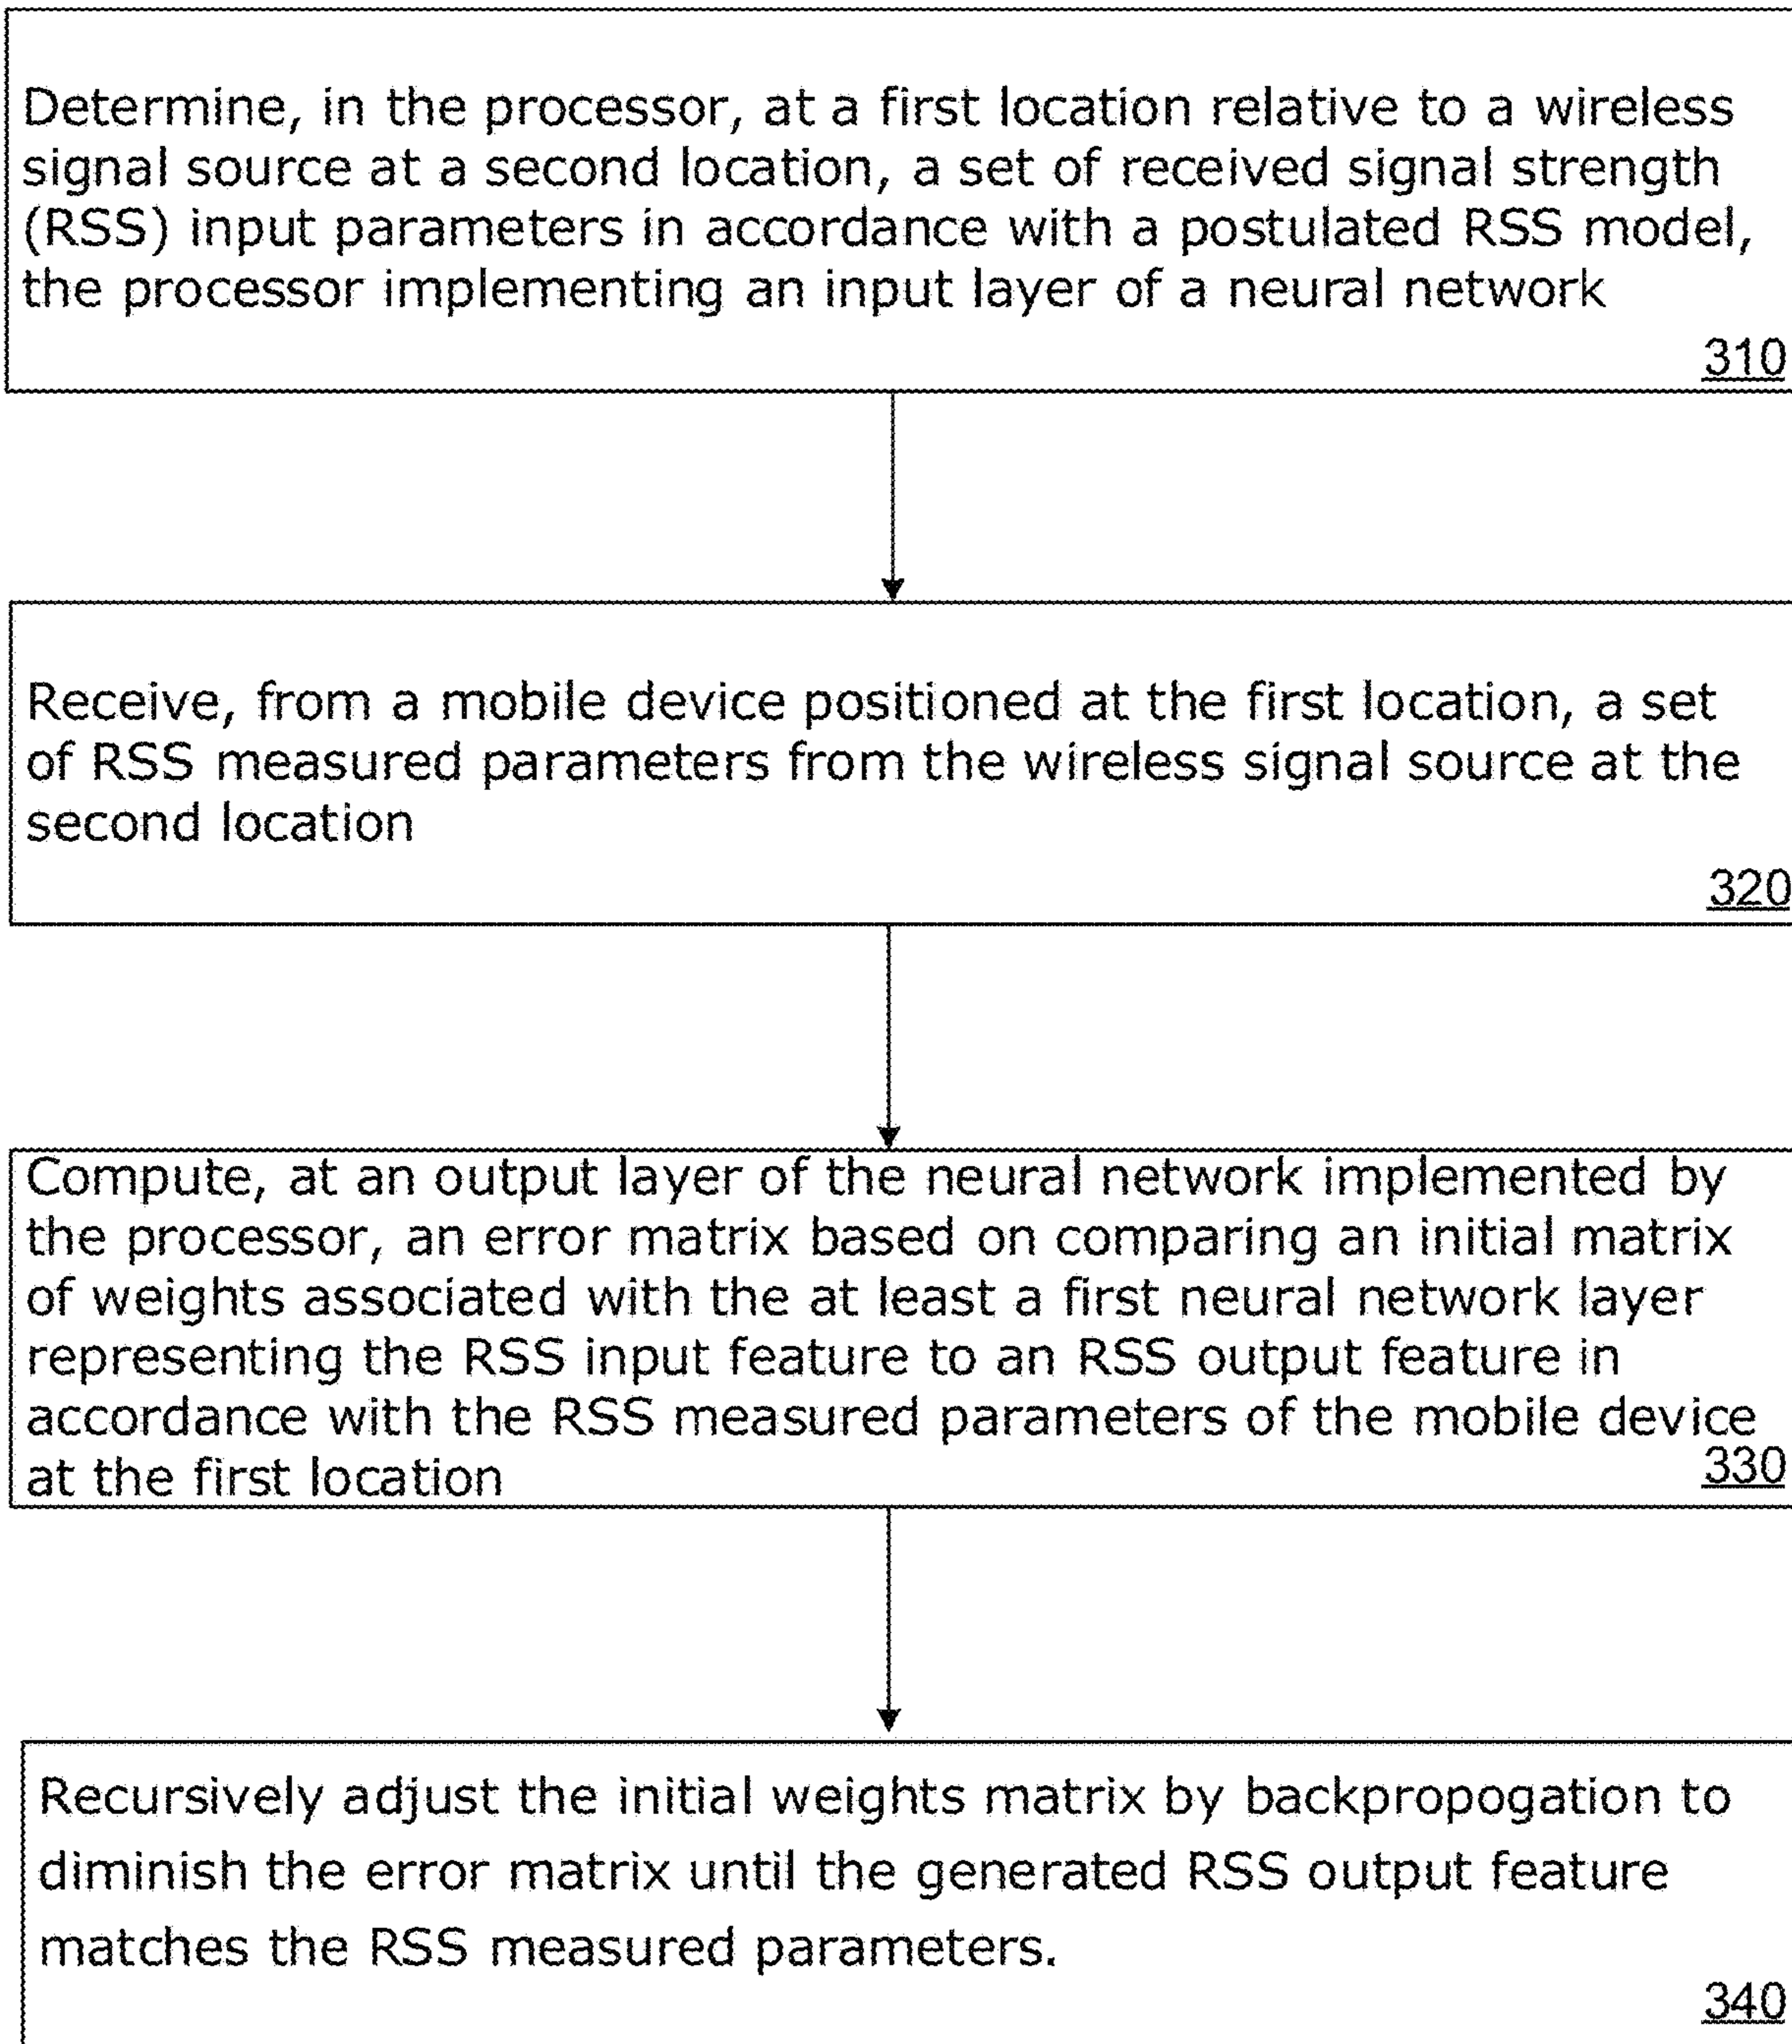 Determine, in the processor, at a first location relative to a wireless
signal source at a second location, a set of received signal strength
(RSS) input parameters in accordance with a postulated RSS model,
the processor implementing an input layer of a neural network
310
Receive, from a mobile device positioned at the first location, a set
of RSS measured parameters from the wireless signal source at the
second location
320
Compute, at an output layer of the neural network implemented by
the processor, an error matrix based on comparing an initial matrix
of weights associated with the at least a first neural network layer
representing the RSS input feature to an RSS output feature in
accordance with the RSS measured parameters of the mobile device
at the first location
330
Recursively adjust the initial weights matrix by backpropogation to
diminish the error matrix until the generated RSS output feature
matches the RSS measured parameters.
340